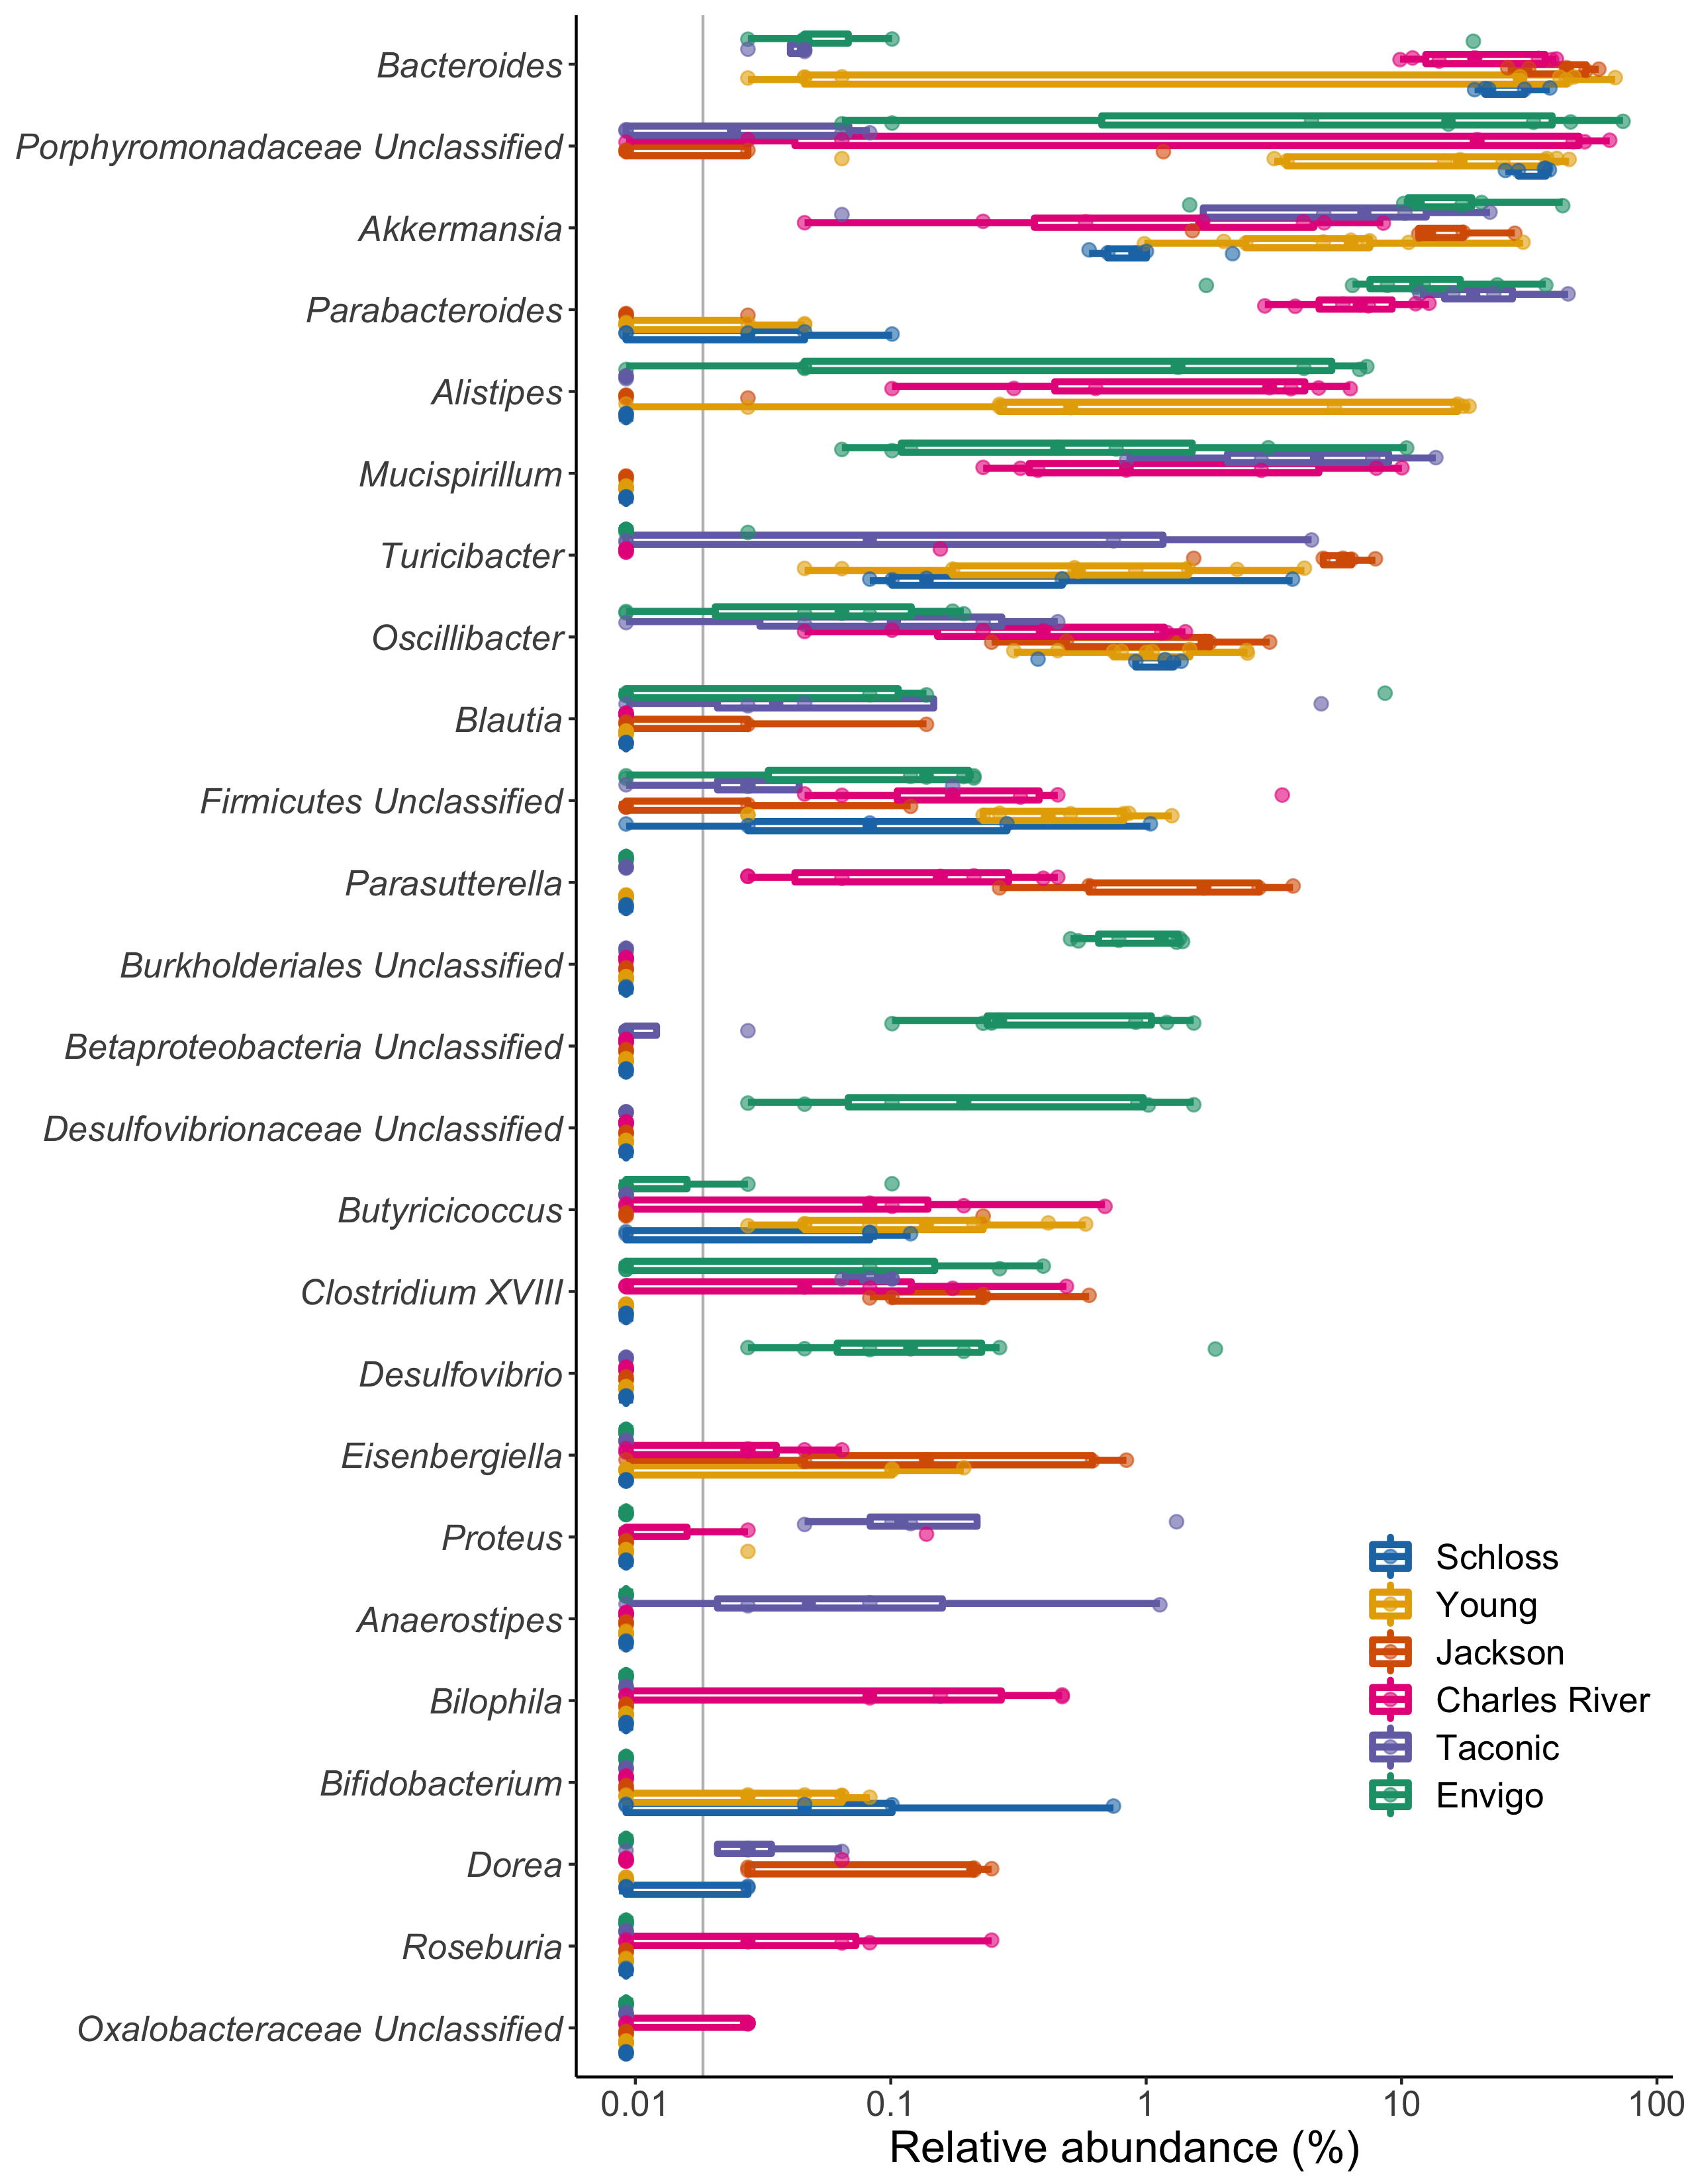 Bacteroides
Porphyromonadaceae Unclassified
Akkermansia
Parabacteroides
Alistipes
Mucispirillum
Turicibacter
Oscillibacter
Blautia
Firmicutes Unclassified
Parasutterella
Burkholderiales Unclassified
Betaproteobacteria Unclassified
Desulfovibrionaceae Unclassified
Butyricicoccus
Clostridium XVIII
Desulfovibrio
Eisenbergiella
Proteus
Anaerostipes
Bilophila
Bifidobacterium
Dorea
Roseburia
Oxalobacteraceae Unclassified
Schloss
Young
Jackson
Charles River
Taconic
Envigo
0.01 0.1 1 10 100
Relative abundance (%)